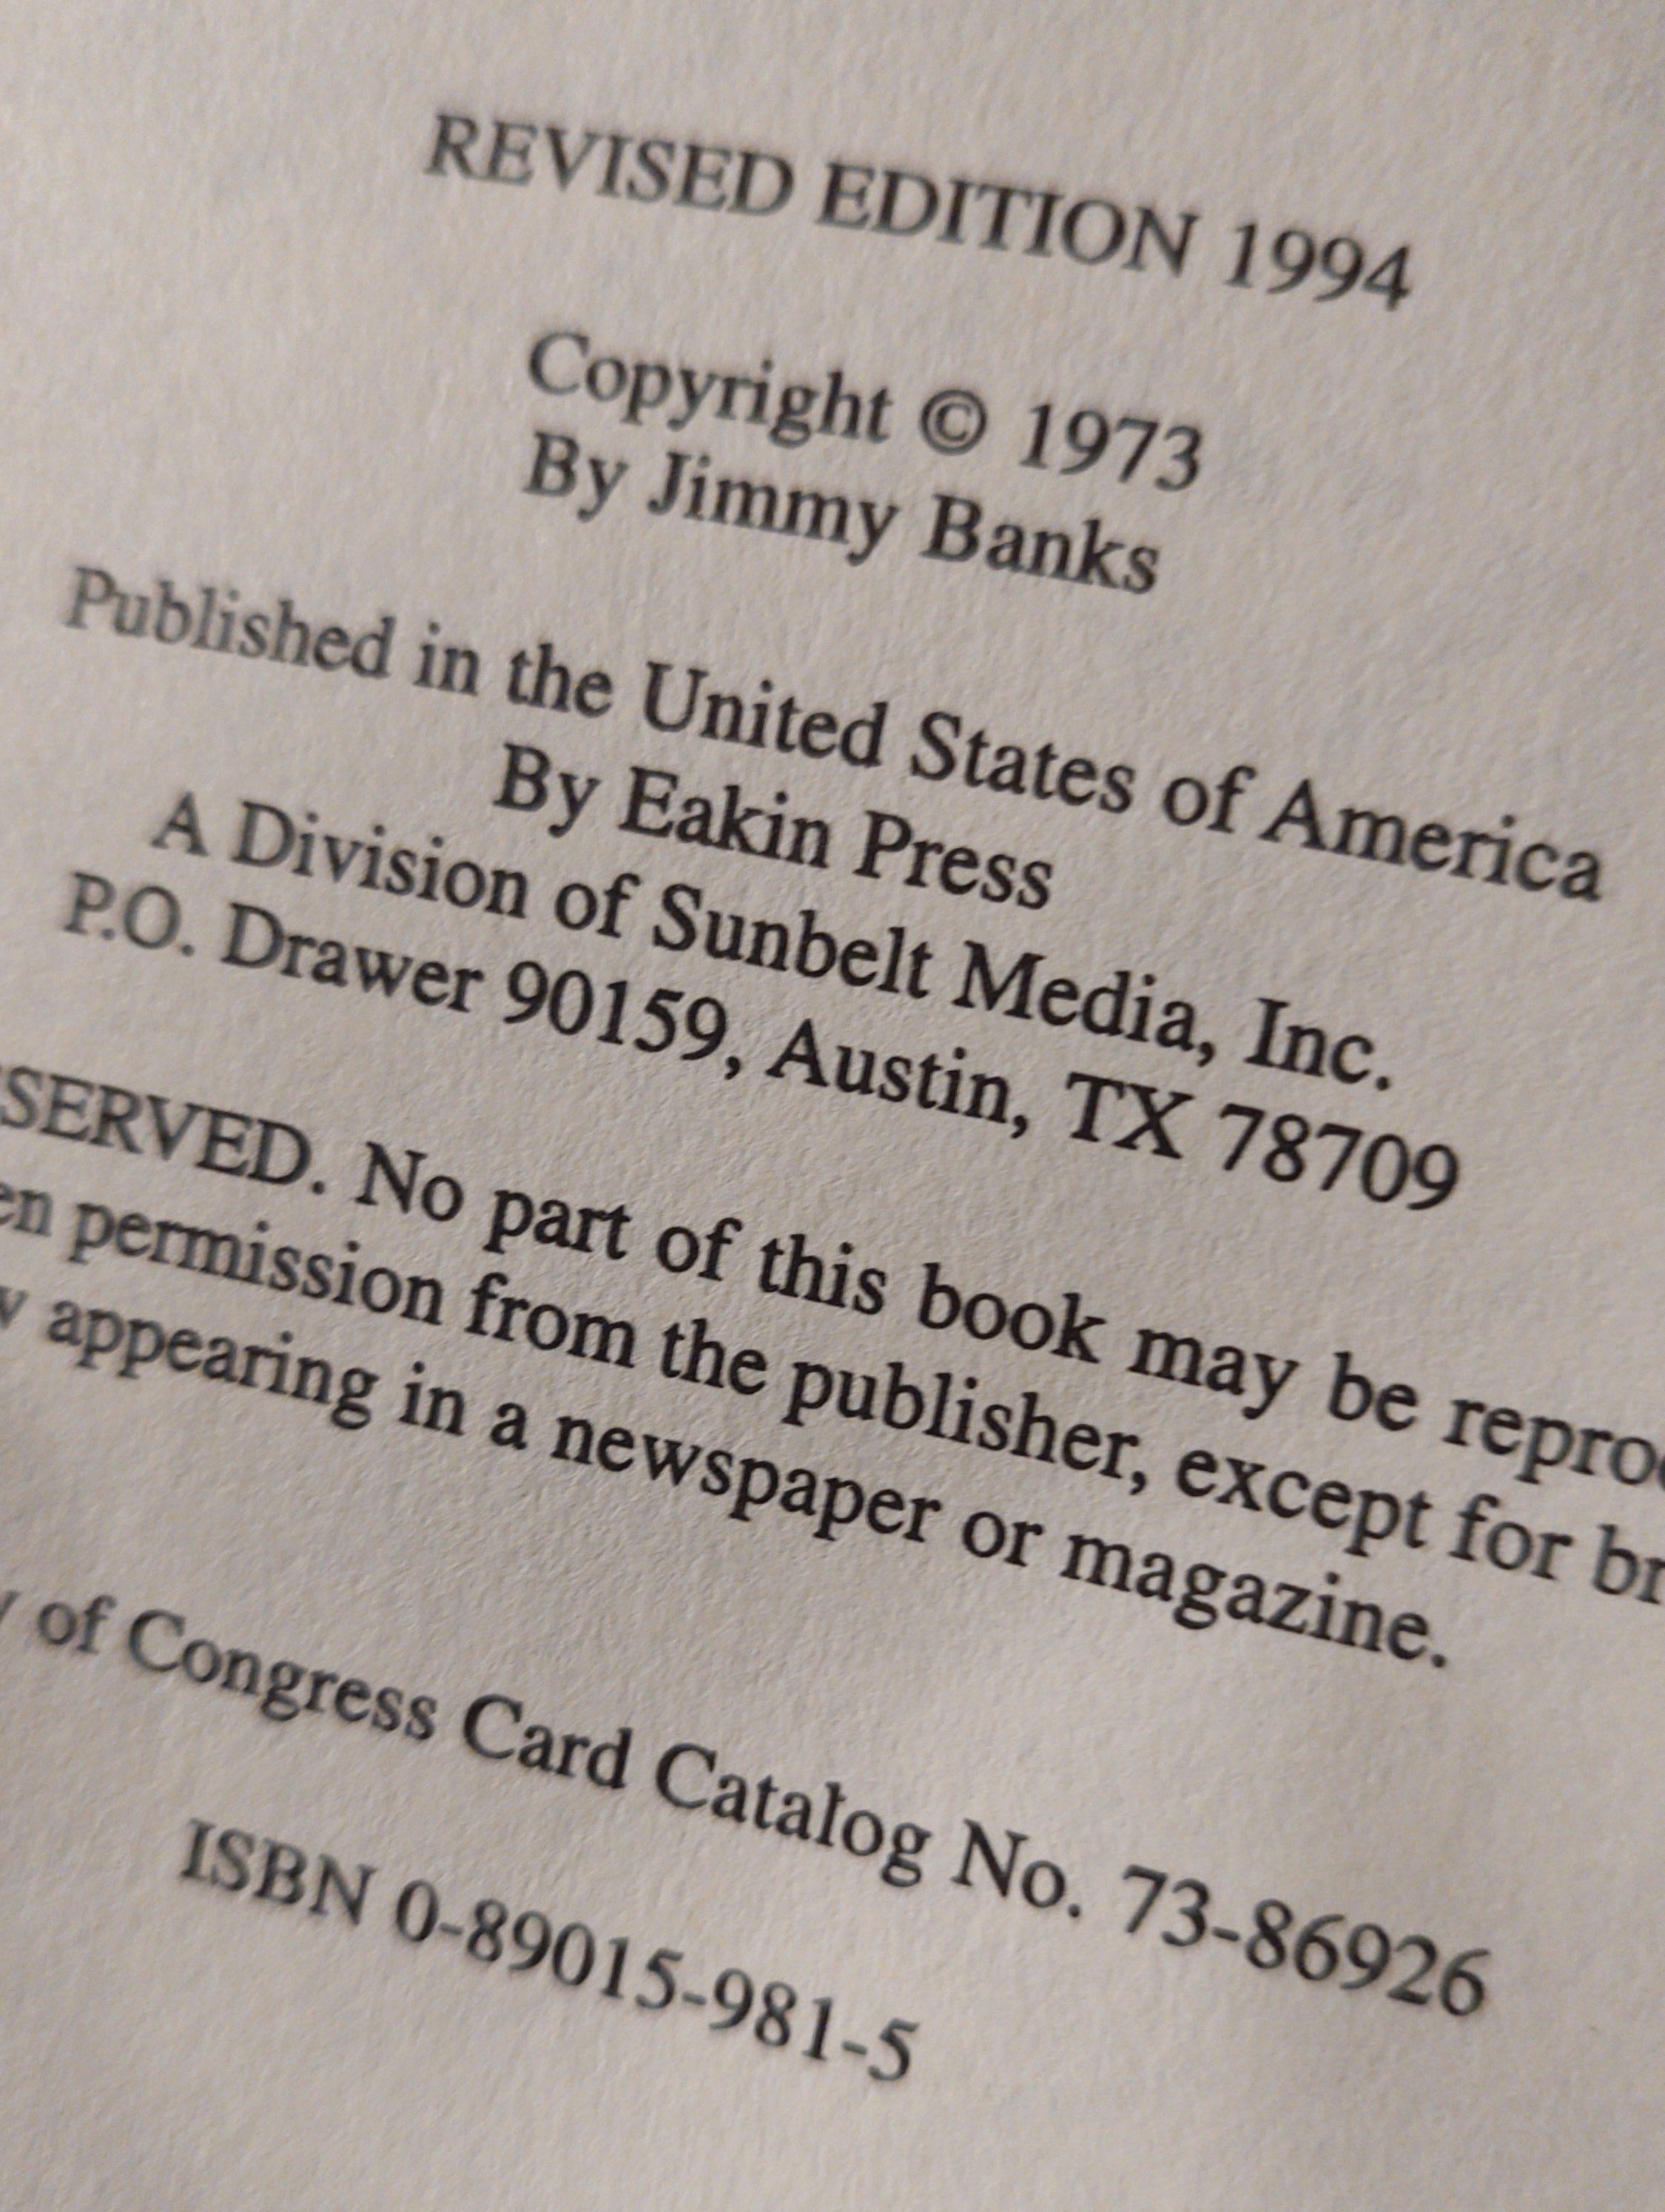 REVISED EDITION 1994
Copyright © 1973
By Jimmy Banks
Published in the United States of America
By Eakin Press
A Division of Sunbelt Media, Inc.
P.O. Drawer 90159, Austin, TX 78709
SERVED. No part of this book may be reproc
en permission from the publisher, except for br
w appearing in a newspaper or magazine.
y of Congress Card Catalog No. 73-86926
ISBN 0-89015-981-5